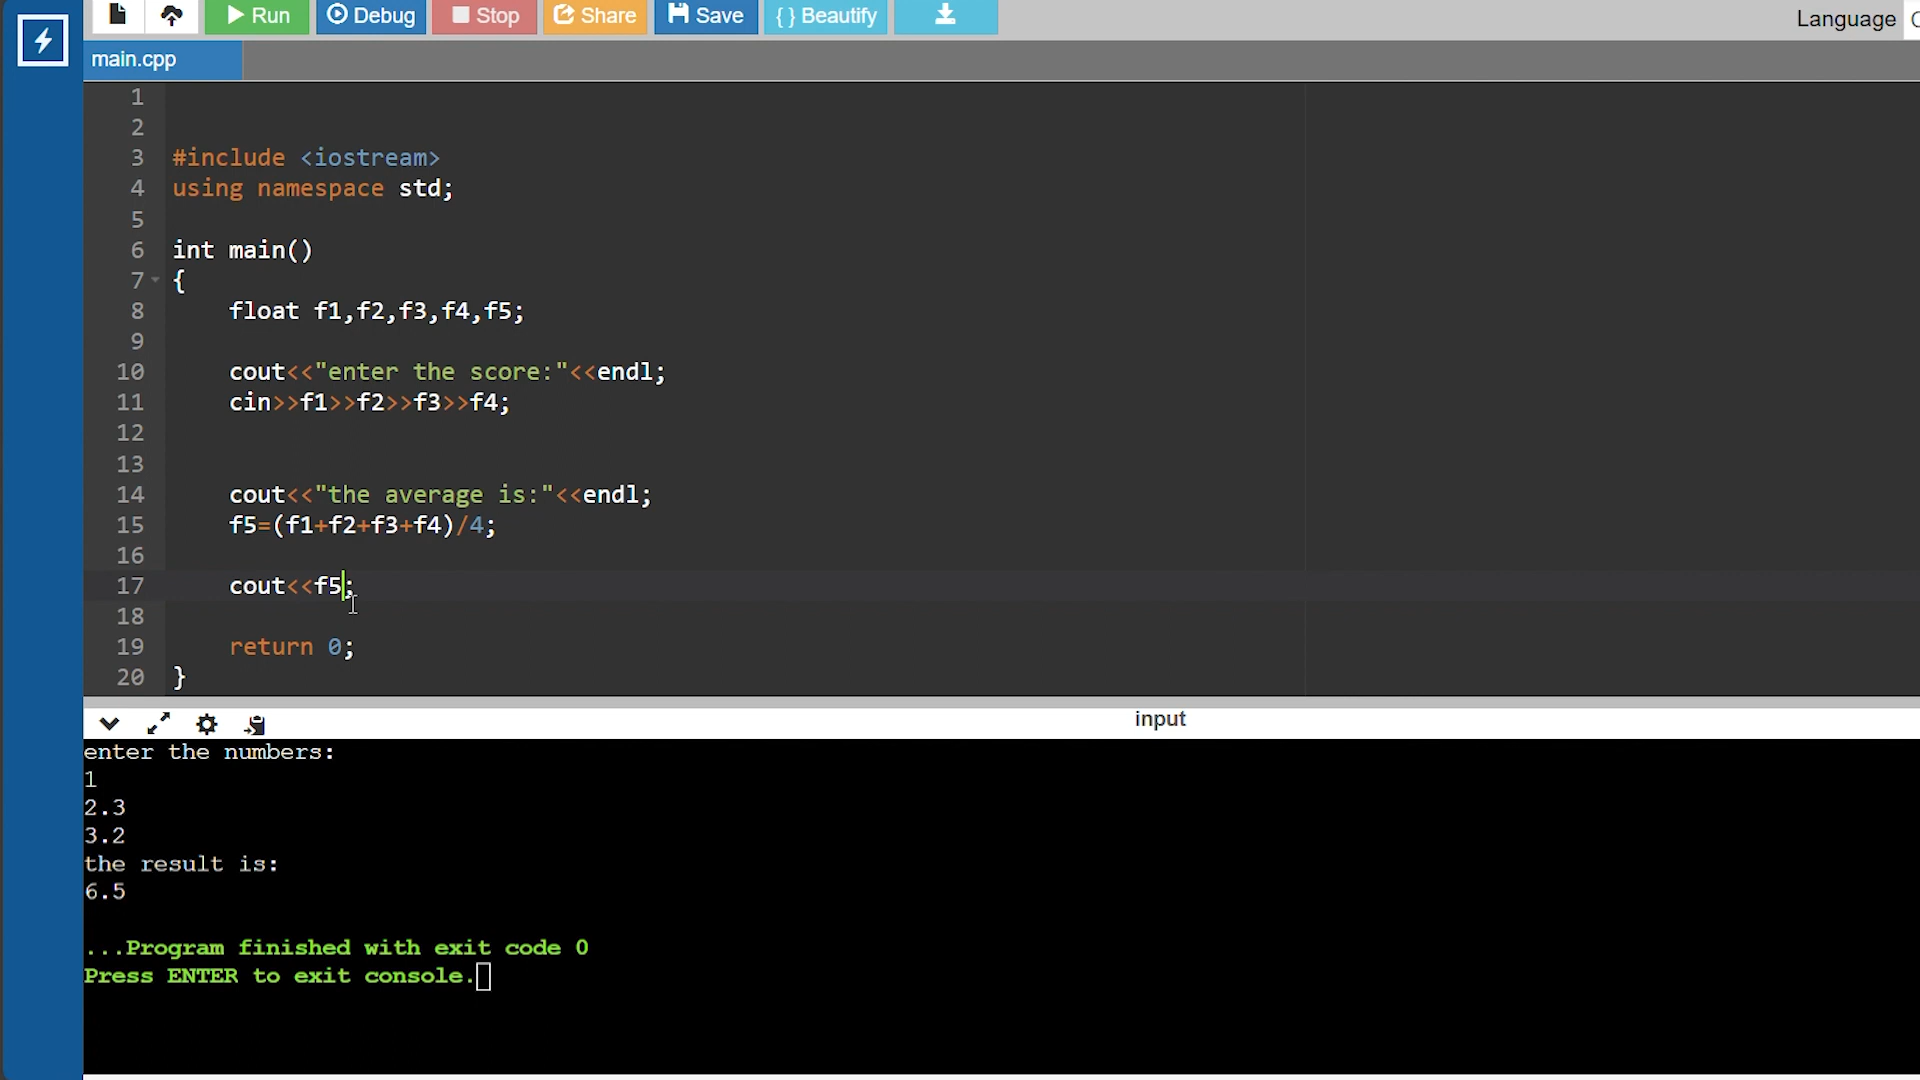 Run Debug Stop Share Save { } Beautify Language
main.cpp
1
2
3 #include <iostream>
4 using namespace std;
5
6 int main()
7 {
8 float f1,f2,f3,f4,f5;
9
10 cout<<"enter the score:"<<endl;
11 cin>>f1>>f2>>f3>>f4;
12
13
14 cout<<"the average is:"<<endl;
15 f5=(f1+f2+f3+f4)/4;
16
17 cout<<f5;
18
19 return 0;
20 }
input
enter the numbers:
1
2.3
3.2
the result is:
6.5
...Program finished with exit code 0
Press ENTER to exit console.